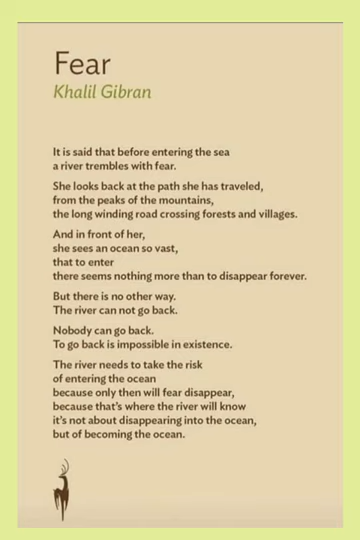 Fear
Khalil Gibran
It is said that before entering the sea
a river trembles with fear.
She looks back at the path she has traveled,
from the peaks of the mountains,
the long winding road crossing forests and villages.
And in front of her,
she sees an ocean so vast,
that to enter
there seems nothing more than to disappear forever.
But there is no other way.
The river can not go back.
Nobody can go back.
To go back is impossible in existence.
The river needs to take the risk
of entering the ocean
because only then will fear disappear,
because that's where the river will know
it's not about disappearing into the ocean,
but of becoming the ocean.